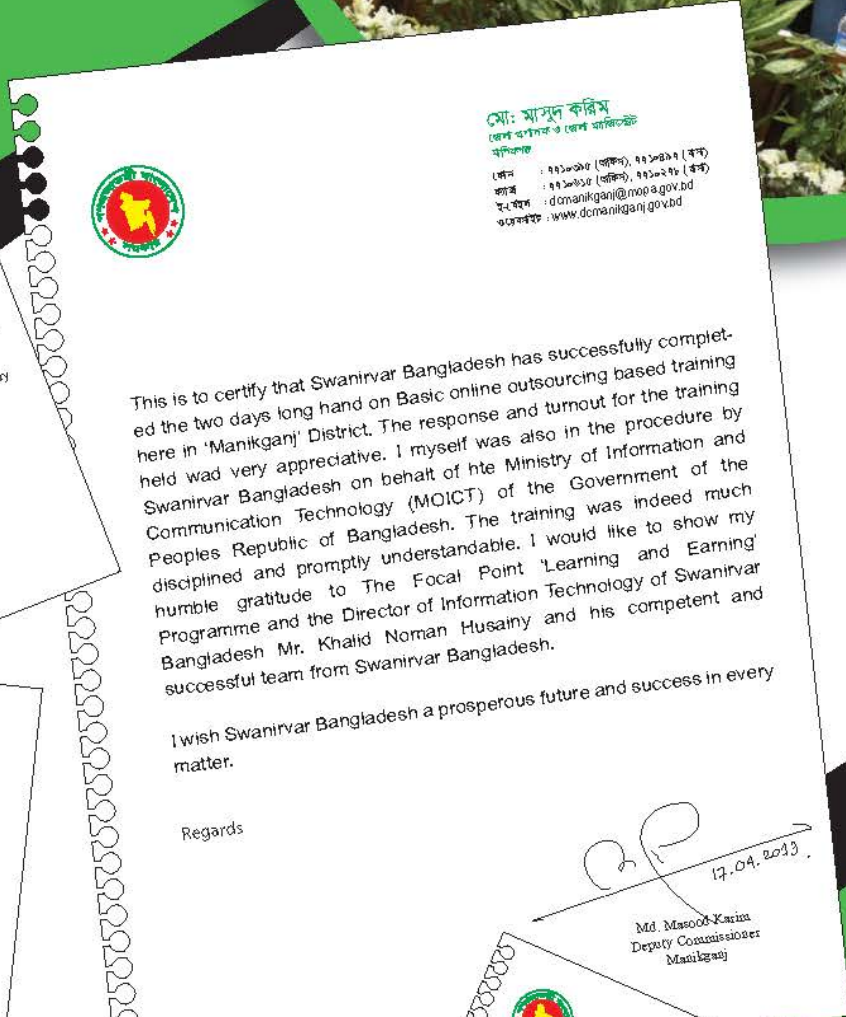 মো: মাসুদ করিম
জেলা প্রশাসক ও জেলা ম্যাজিস্ট্রেট
মানিকগঞ্জ
ফোন : (অফিস), (বাসা)
ফ্যাক্স : (অফিস), (বাসা)
ই-মেইল : dcmanikganj@mopa.gov.bd
ওয়েবসাইট : www.dcmanikganj.gov.bd
This is to certify that Swanirvar Bangladesh has successfully complet-
ed the two days long hand on Basic online outsourcing based training
here in 'Manikganj' District. The response and turnout for the training
held wad very appreciative. I myself was also in the procedure by
Swanirvar Bangladesh on behalf of hte Ministry of Information and
Communication Technology (MOICT) of the Government of the
Peoples Republic of Bangladesh. The training was indeed much
disciplined and promptly understandable. I would like to show my
humble gratitude to The Focal Point 'Learning and Earning'
Programme and the Director of Information Technology of Swanirvar
Bangladesh Mr. Khalid Noman Husainy and his competent and
successful team from Swanirvar Bangladesh.
I wish Swanirvar Bangladesh a prosperous future and success in every
matter.
Regards
17.04.2013.
Md. Masood Karim
Deputy Commissioner
Manikganj